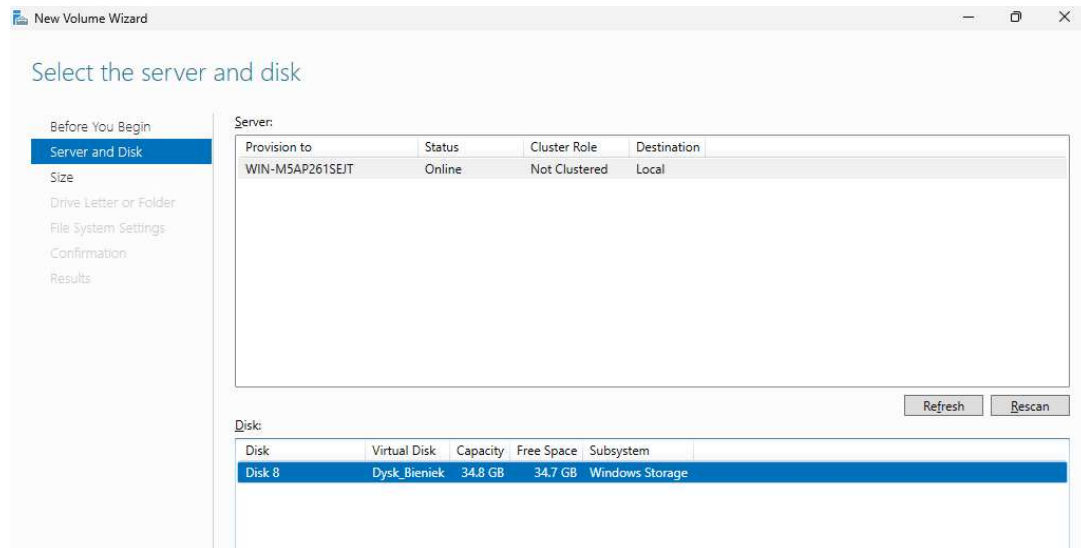 New Volume Wizard
Select the server and disk
Before You Begin
Server and Disk
Size
Drive Letter or Folder
File System Settings
Confirmation
Results
Server:
Provision to Status Cluster Role Destination
WIN-M5AP261SEJT Online Not Clustered Local
Refresh Rescan
Disk:
Disk Virtual Disk Capacity Free Space Subsystem
Disk 8 Dysk_Bieniek 34.8 GB 34.7 GB Windows Storage